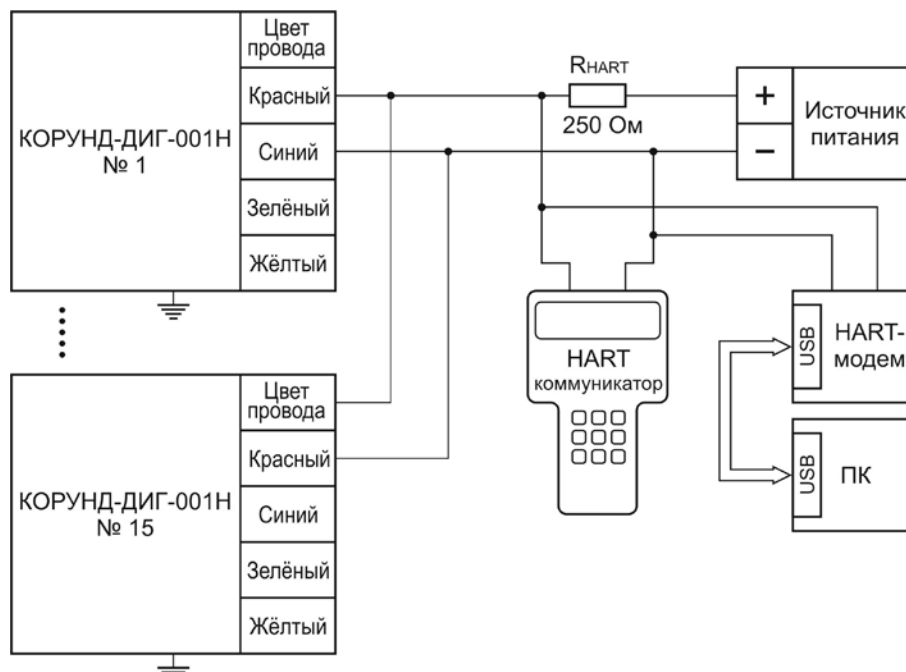 Цвет
провода
Красный
КОРУНД-ДИГ-001Н
№ 1
Синий
Зелёный
Жёлтый
RHART
250 Ом
+
−
Источник
питания
HART
коммуникатор
USB
HART-
модем
USB
ПК
Цвет
провода
Красный
КОРУНД-ДИГ-001Н
№ 15
Синий
Зелёный
Жёлтый